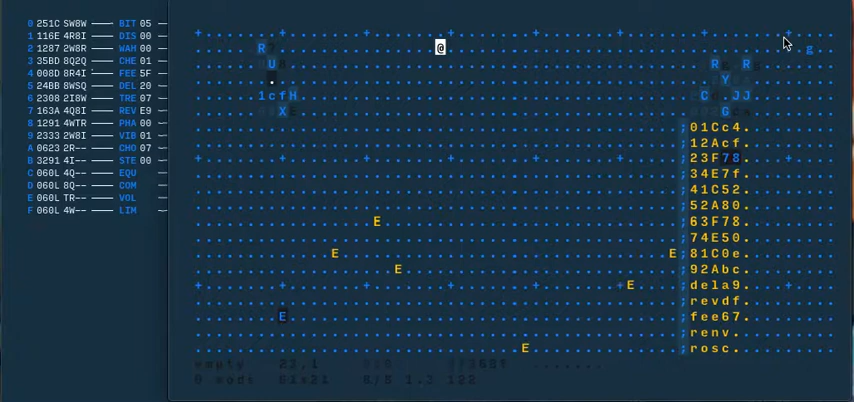 0 251C SW8W BIT 05
1 116E 4R8I DIS 00
2 1287 2W8R WAH 00
3 35BD 8Q2Q CHE 01
4 008D 8R4I FEE 5F
5 24BB 8WSQ DEL 20
6 2308 2I8W TRE 07
7 163A 4Q8I REV E9
8 1291 4WTR PHA 00
9 2333 2W8I VIB 01
A 0623 2R-- CHO 07
B 3291 4I-- STE 00
C 060L 4Q-- EQU
D 060L 8Q-- COM
E 060L TR-- VOL
F 060L 4W-- LIM
R @ g
U R R
Y
1cfH C .JJ
X G
;01Cc4.
;12Acf.
;23F78
;34E7f.
;41C52.
;52A80.
E ;63F78.
;74E50.
E E;81C0e.
E ;92Abc.
E ;dela9.
;revdf.
E ;fee67.
;renv.
E ;rosc.